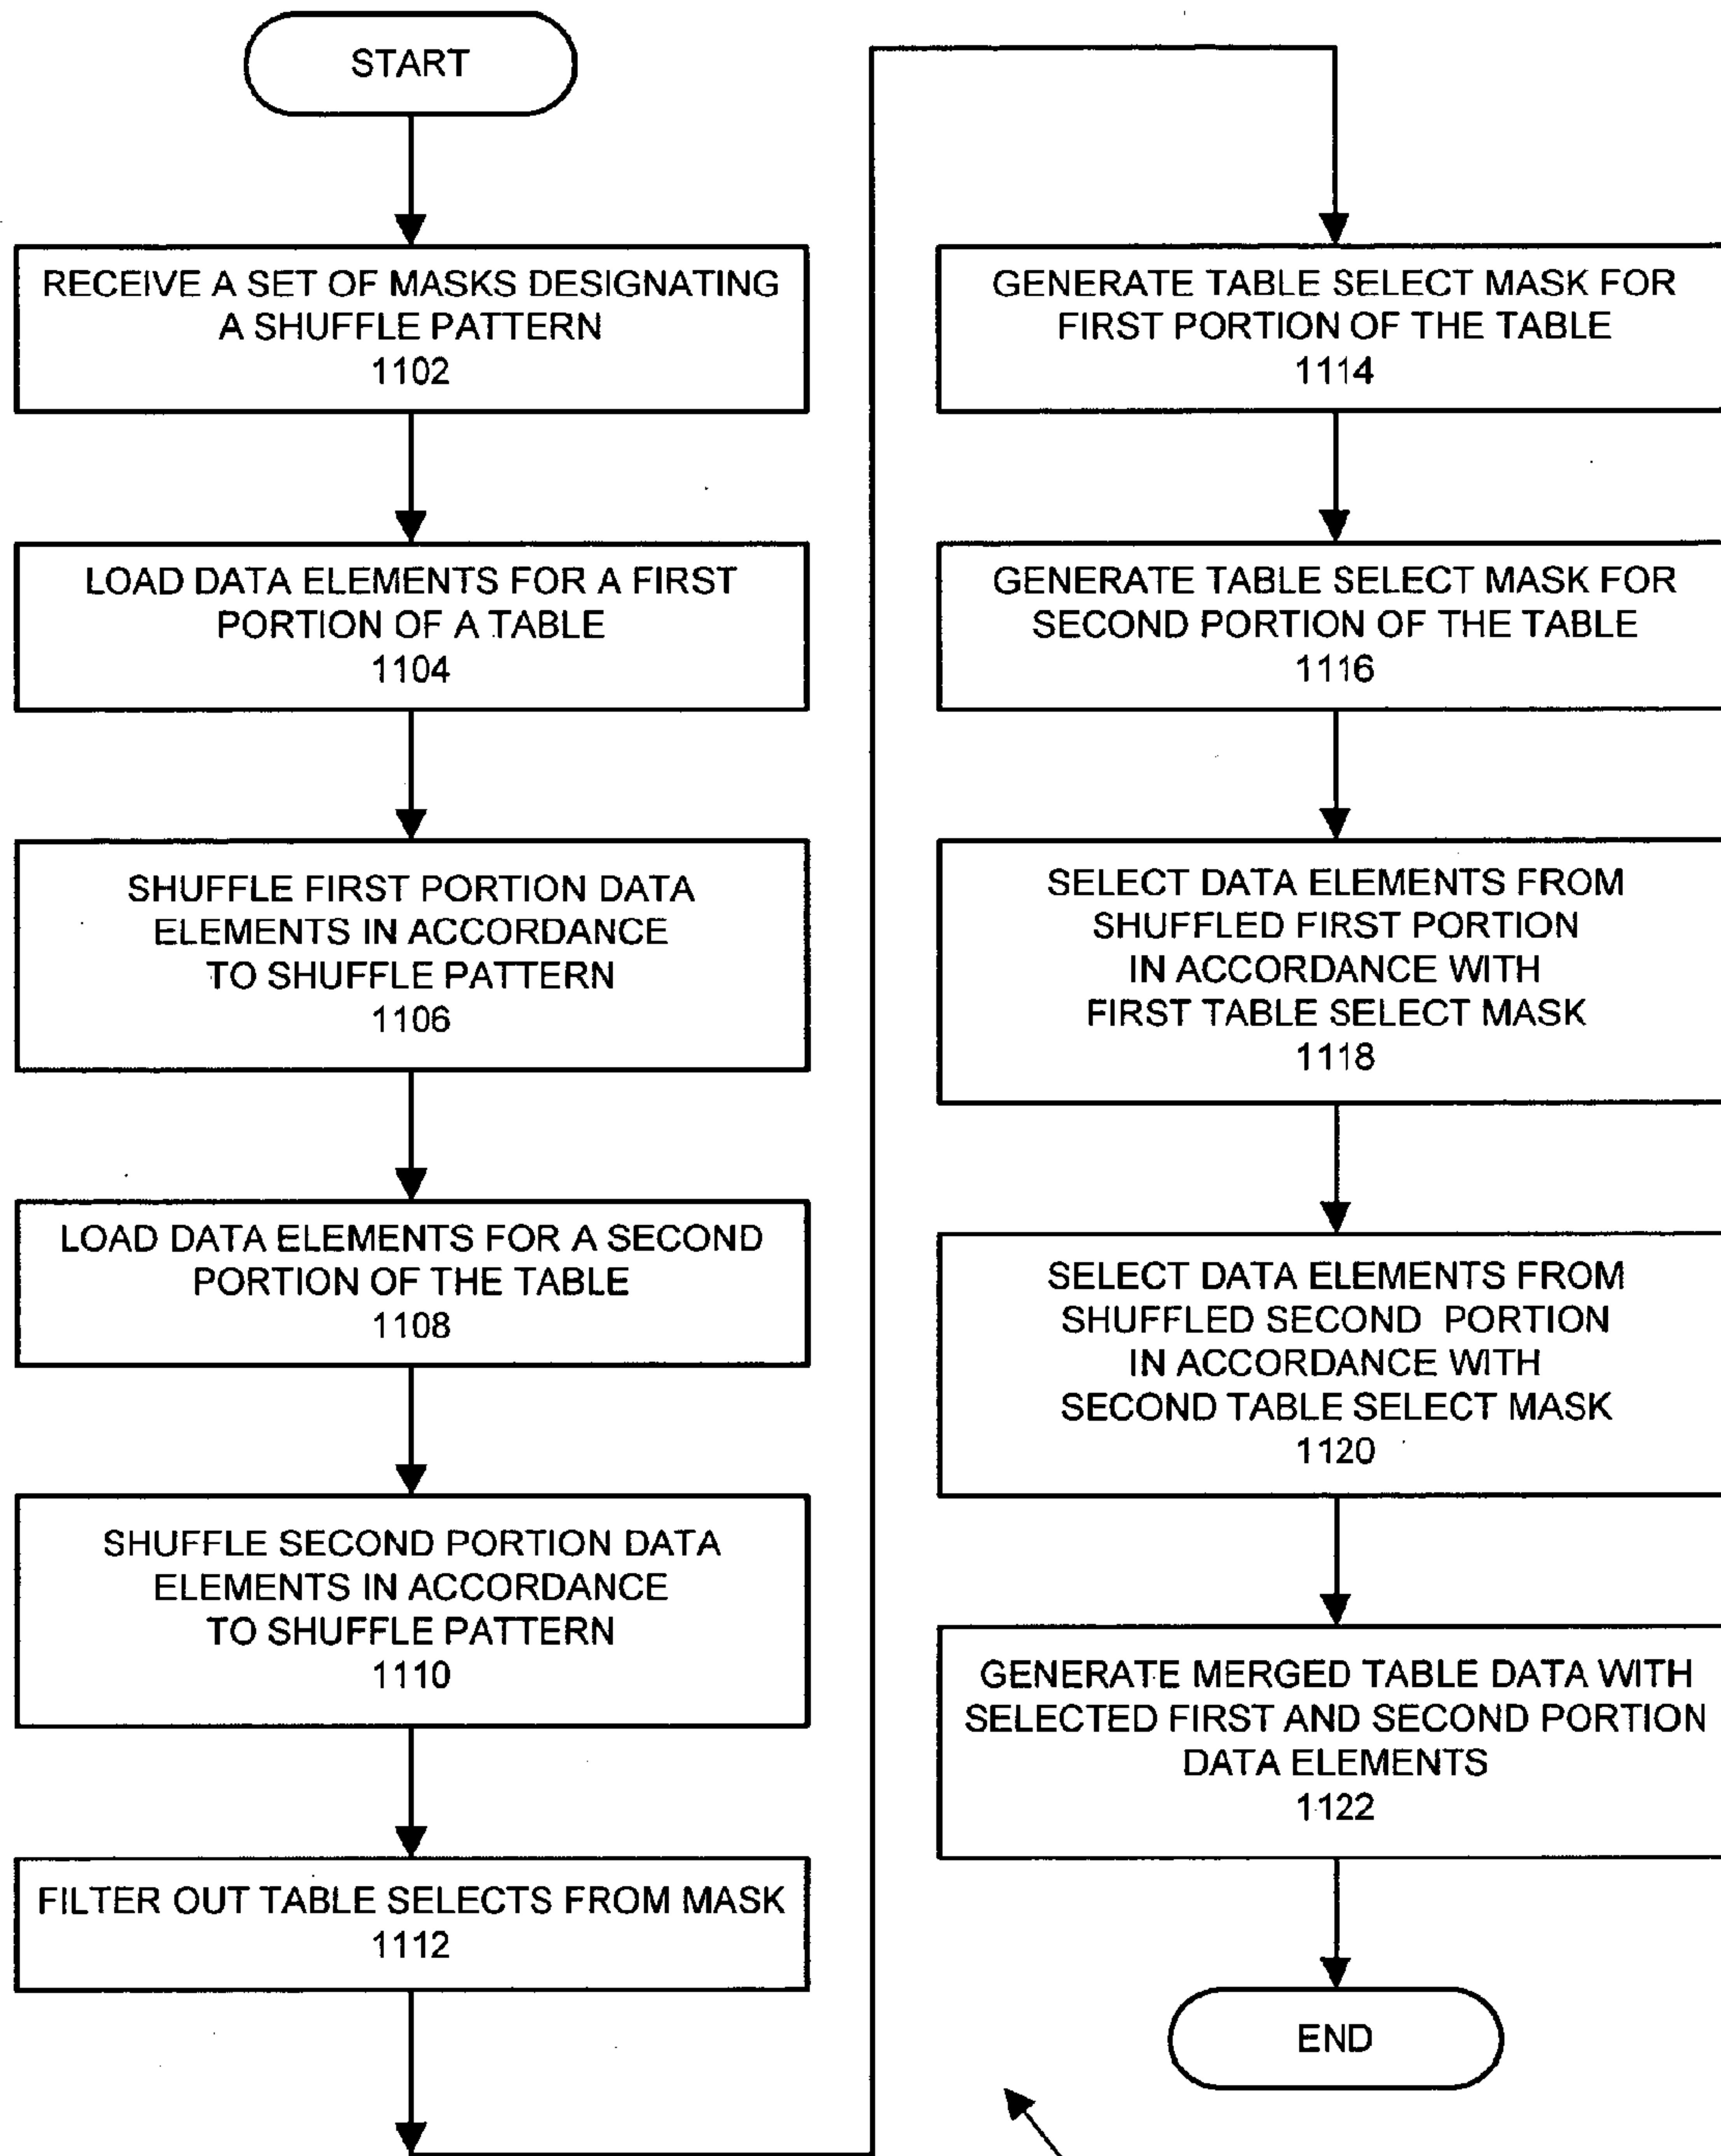 START
RECEIVE A SET OF MASKS DESIGNATING
A SHUFFLE PATTERN
1102
LOAD DATA ELEMENTS FOR A FIRST
PORTION OF A TABLE
1104
SHUFFLE FIRST PORTION DATA
ELEMENTS IN ACCORDANCE
TO SHUFFLE PATTERN
1106
LOAD DATA ELEMENTS FOR A SECOND
PORTION OF THE TABLE
1108
SHUFFLE SECOND PORTION DATA
ELEMENTS IN ACCORDANCE
TO SHUFFLE PATTERN
1110
FILTER OUT TABLE SELECTS FROM MASK
1112
GENERATE TABLE SELECT MASK FOR
FIRST PORTION OF THE TABLE
1114
GENERATE TABLE SELECT MASK FOR
SECOND PORTION OF THE TABLE
1116
SELECT DATA ELEMENTS FROM
SHUFFLED FIRST PORTION
IN ACCORDANCE WITH
FIRST TABLE SELECT MASK
1118
SELECT DATA ELEMENTS FROM
SHUFFLED SECOND PORTION
IN ACCORDANCE WITH
SECOND TABLE SELECT MASK
1120
GENERATE MERGED TABLE DATA WITH
SELECTED FIRST AND SECOND PORTION
DATA ELEMENTS
1122
END